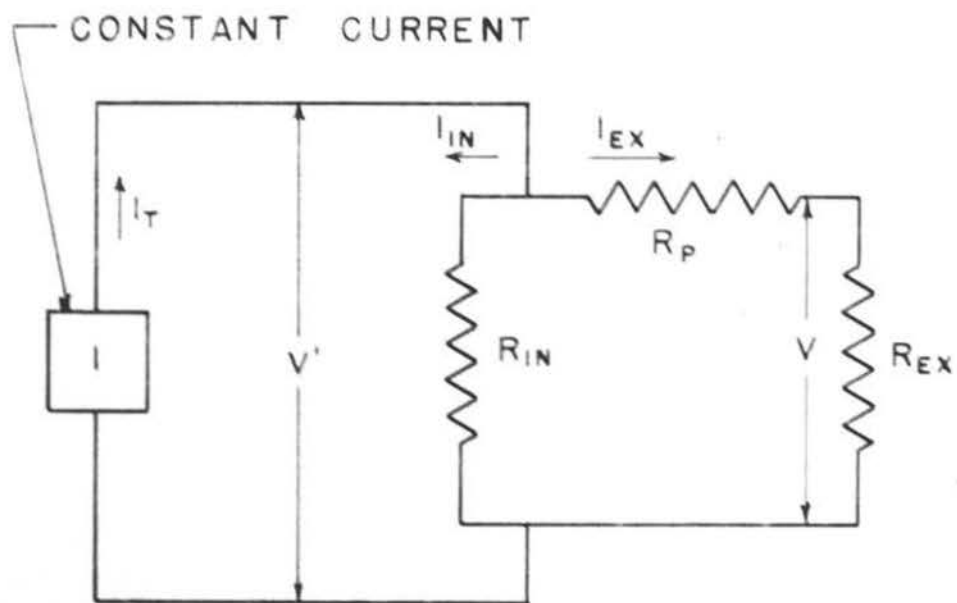 CONSTANT CURRENT
I_IN
I_EX
I_T
R_P
I
V'
R_IN
V
R_EX